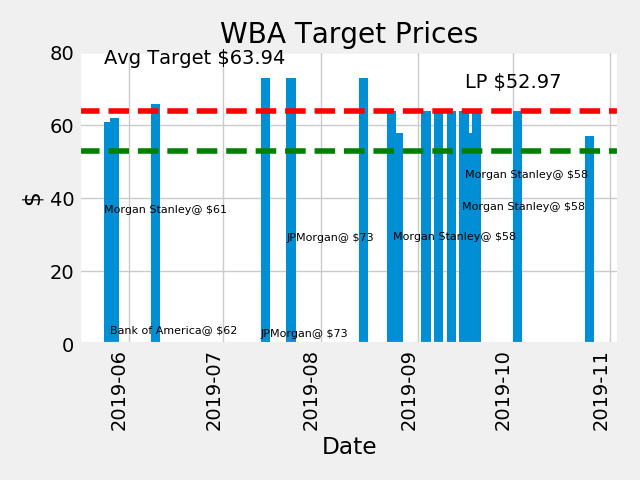 WBA Target Prices
Avg Target $63.94
LP $52.97
$
80
60
40
20
0
Morgan Stanley@ $58
Morgan Stanley@ $61
Morgan Stanley@ $58
JPMorgan@ $73
Morgan Stanley@ $58
Bank of America@ $62
JPMorgan@ $73
2019-06
2019-07
2019-08
2019-09
2019-10
2019-11
Date